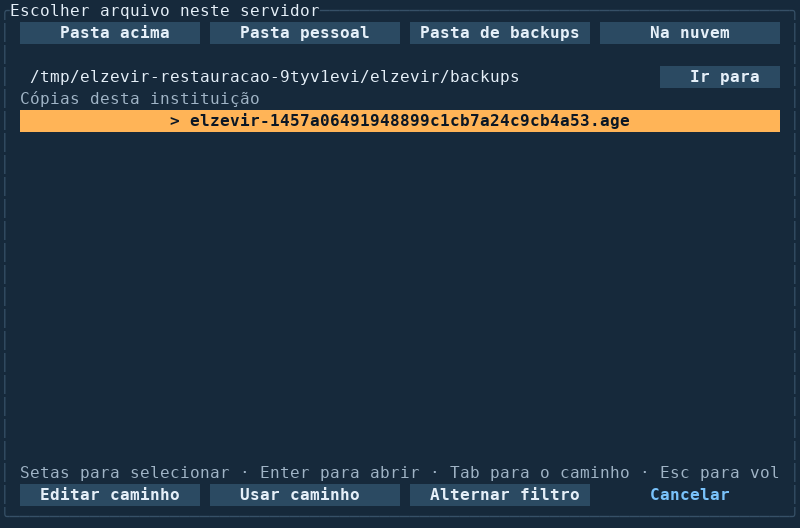 Escolher arquivo neste servidor
Pasta acima Pasta pessoal Pasta de backups Na nuvem
/tmp/elzevir-restauracao-9tyv1evi/elzevir/backups Ir para
Cópias desta instituição
> elzevir-1457a06491948899c1cb7a24c9cb4a53.age
Setas para selecionar · Enter para abrir · Tab para o caminho · Esc para vol
Editar caminho Usar caminho Alternar filtro Cancelar